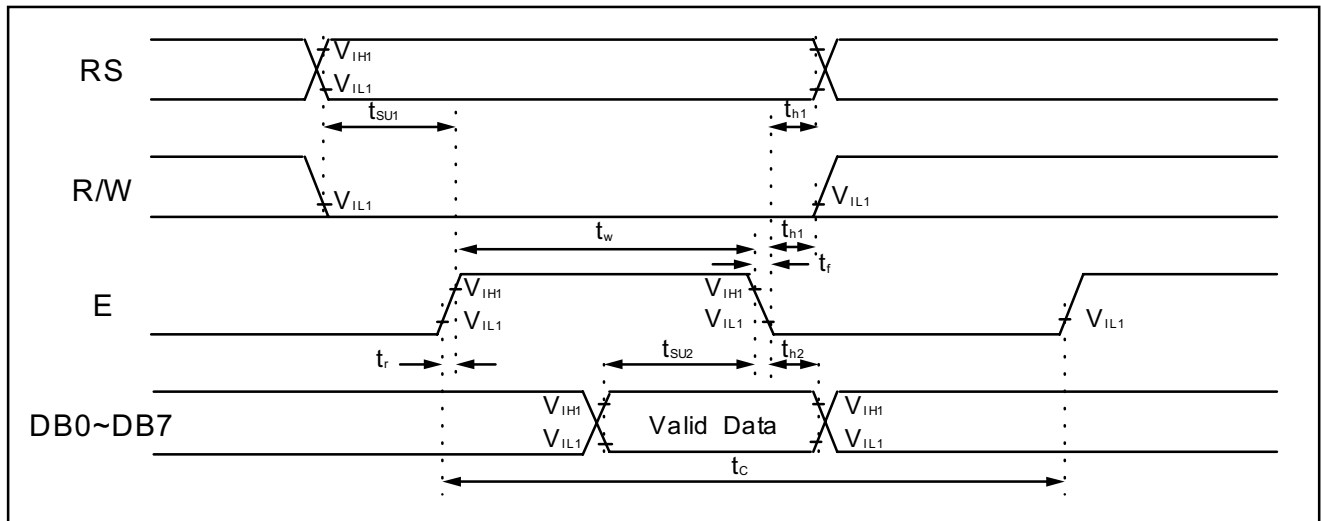 RS
VIH1
VIL1
tSU1
th1
R/W
VIL1
VIL1
tw
th1
tf
E
VIH1
VIH1
VIL1
VIL1
VIL1
tr
tSU2
th2
DB0~DB7
VIH1
Valid Data
VIH1
VIL1
VIL1
tC